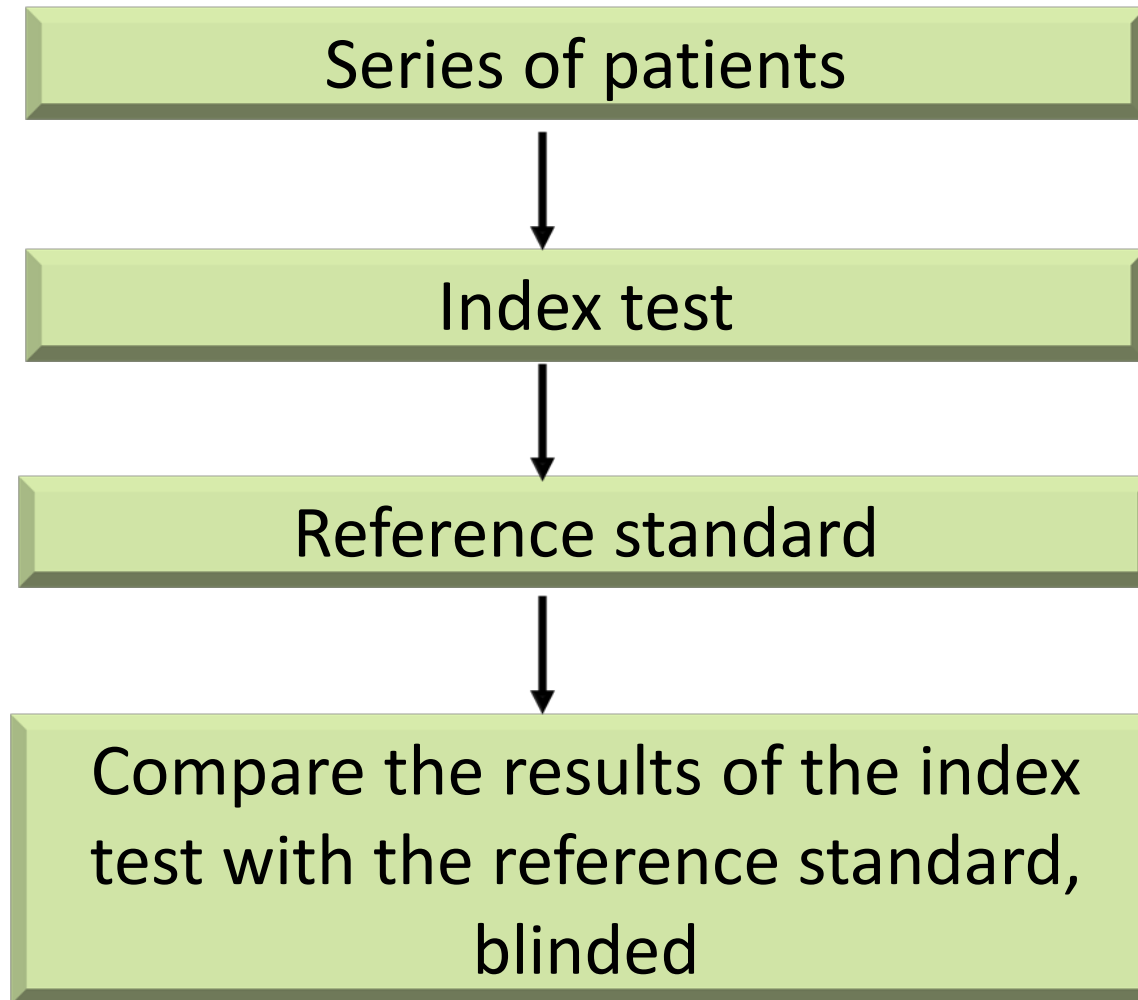 Series of patients
Index test
Reference standard
Compare the results of the index
test with the reference standard,
blinded